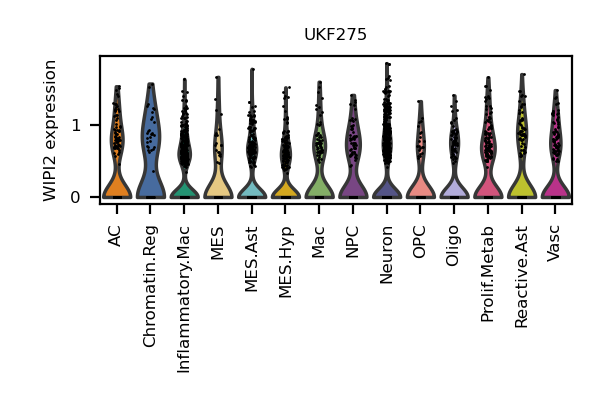 UKF275
WIPI2 expression
1
0
AC
Chromatin.Reg
Inflammatory.Mac
MES
MES.Ast
MES.Hyp
Mac
NPC
Neuron
OPC
Oligo
Prolif.Metab
Reactive.Ast
Vasc